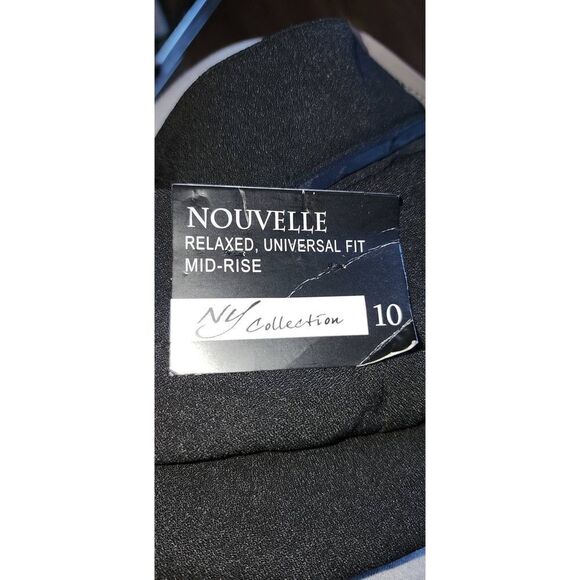 NOUVELLE
RELAXED, UNIVERSAL FIT
MID-RISE
NY Collection 10